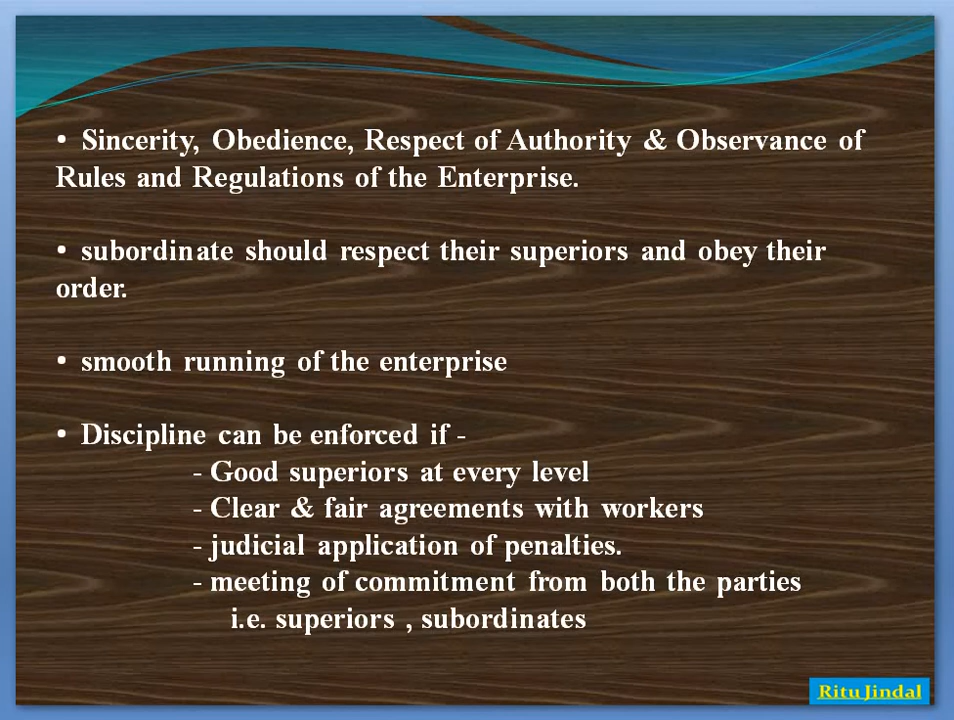 • Sincerity, Obedience, Respect of Authority & Observance of
Rules and Regulations of the Enterprise.
• subordinate should respect their superiors and obey their
order.
• smooth running of the enterprise
• Discipline can be enforced if -
- Good superiors at every level
- Clear & fair agreements with workers
- judicial application of penalties.
- meeting of commitment from both the parties
i.e. superiors , subordinates
Ritu Jindal